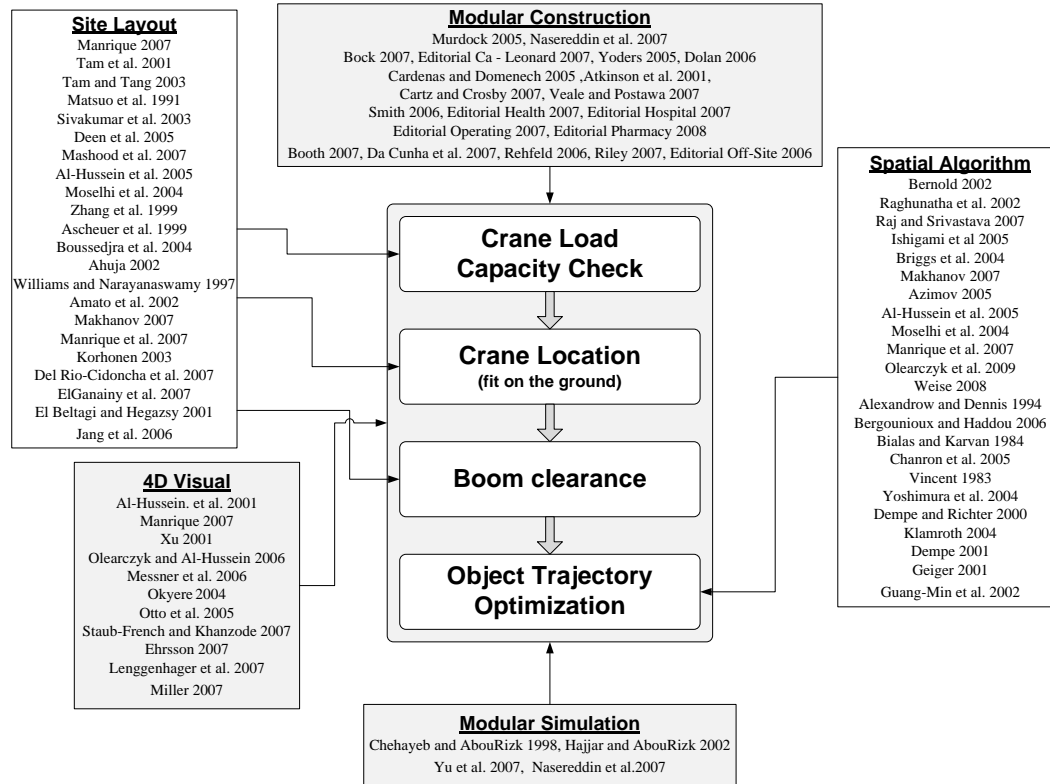 Site Layout
Manrique 2007
Tam et al. 2001
Tam and Tang 2003
Matsuo et al. 1991
Sivakumar et al. 2003
Deen et al. 2005
Mashood et al. 2007
Al-Hussein et al. 2005
Moselhi et al. 2004
Zhang et al. 1999
Ascheuer et al. 1999
Boussedjra et al. 2004
Ahuja 2002
Williams and Narayanaswamy 1997
Amato et al. 2002
Makhanov 2007
Manrique et al. 2007
Korhonen 2003
Del Rio-Cidoncha et al. 2007
ElGanainy et al. 2007
El Beltagi and Hegazsy 2001
Jang et al. 2006
Modular Construction
Murdock 2005, Nasereddin et al. 2007
Bock 2007, Editorial Ca - Leonard 2007, Yoders 2005, Dolan 2006
Cardenas and Domenech 2005 ,Atkinson et al. 2001,
Cartz and Crosby 2007, Veale and Postawa 2007
Smith 2006, Editorial Health 2007, Editorial Hospital 2007
Editorial Operating 2007, Editorial Pharmacy 2008
Booth 2007, Da Cunha et al. 2007, Rehfeld 2006, Riley 2007, Editorial Off-Site 2006
Crane Load
Capacity Check
Crane Location
(fit on the ground)
Boom clearance
Object Trajectory
Optimization
Spatial Algorithm
Bernold 2002
Raghunatha et al. 2002
Raj and Srivastava 2007
Ishigami et al 2005
Briggs et al. 2004
Makhanov 2007
Azimov 2005
Al-Hussein et al. 2005
Moselhi et al. 2004
Manrique et al. 2007
Olearczyk et al. 2009
Weise 2008
Alexandrow and Dennis 1994
Bergounioux and Haddou 2006
Bialas and Karvan 1984
Chanron et al. 2005
Vincent 1983
Yoshimura et al. 2004
Dempe and Richter 2000
Klamroth 2004
Dempe 2001
Geiger 2001
Guang-Min et al. 2002
4D Visual
Al-Hussein. et al. 2001
Manrique 2007
Xu 2001
Olearczyk and Al-Hussein 2006
Messner et al. 2006
Okyere 2004
Otto et al. 2005
Staub-French and Khanzode 2007
Ehrsson 2007
Lenggenhager et al. 2007
Miller 2007
Modular Simulation
Chehayeb and AbouRizk 1998, Hajjar and AbouRizk 2002
Yu et al. 2007, Nasereddin et al.2007